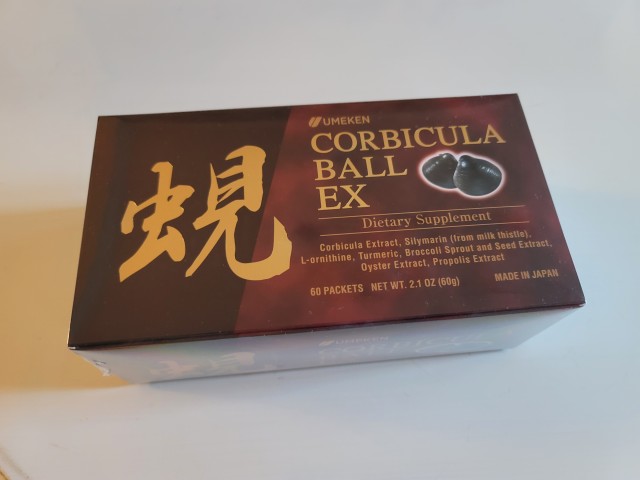 蜆
UMEKEN
CORBICULA
BALL
EX
Dietary Supplement
Corbicula Extract, Silymarin (from milk thistle),
L-ornithine, Turmeric, Broccoli Sprout and Seed Extract,
Oyster Extract, Propolis Extract
60 PACKETS NET WT. 2.1 OZ (60g)
MADE IN JAPAN
UMEKEN